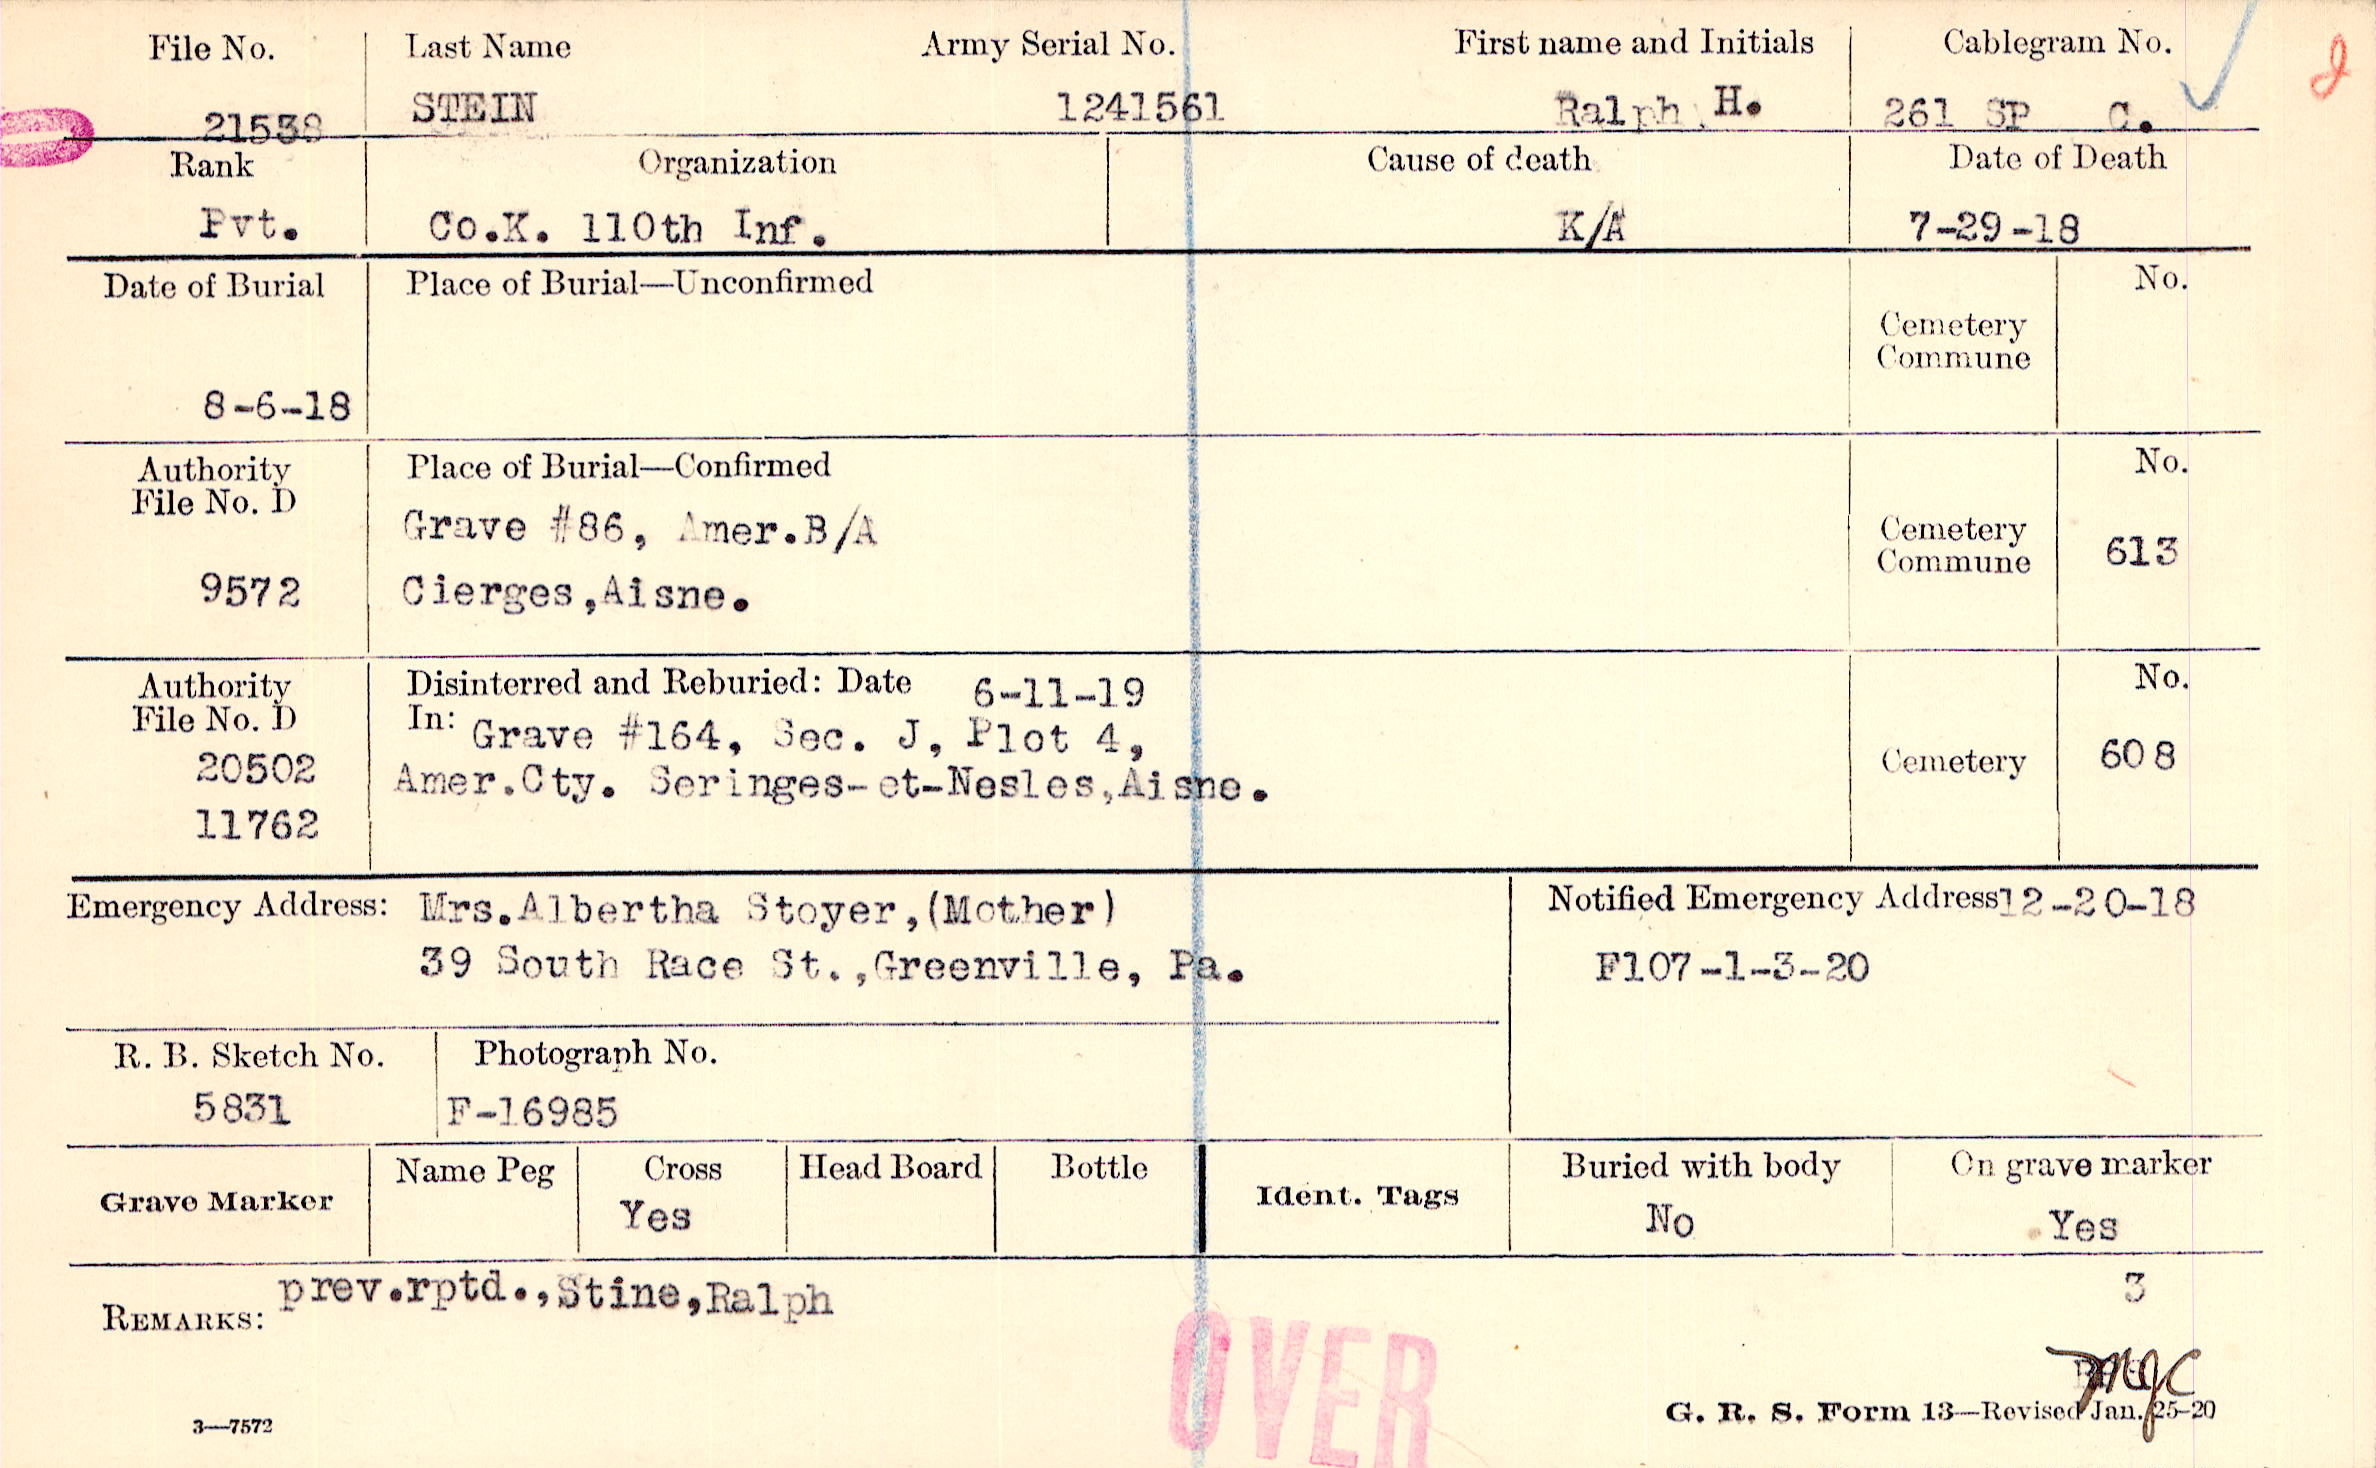 File No. Last Name Army Serial No. First name and Initials Cablegram No.
21538 STEIN 1241561 Ralph H. 261 SP C.
Rank Organization Cause of death Date of Death
Pvt. Co.K. 110th Inf. K/A 7-29-18
Date of Burial Place of Burial—Unconfirmed No.
Cemetery
Commune
8-6-18
Authority Place of Burial—Confirmed No.
File No. D
Grave #86, Amer.B/A Cemetery
Commune 613
9572 Cierges,Aisne.
Authority Disinterred and Reburied: Date 6-11-19 No.
File No. D In: Grave #164, Sec. J, Plot 4,
20502 Amer.Cty. Seringes-et-Nesles,Aisne. Cemetery 608
11762
Emergency Address: Mrs.Albertha Stoyer,(Mother) Notified Emergency Address 12-20-18
39 South Race St.,Greenville, Pa. F107-1-3-20
R. B. Sketch No. Photograph No.
5831 F-16985
Grave Marker Name Peg Cross Head Board Bottle Ident. Tags Buried with body On grave marker
Yes No Yes
REMARKS: prev.rptd.,Stine,Ralph 3
OVER
MJC
3—7572 G. R. S. Form 13—Revised Jan. 25-20